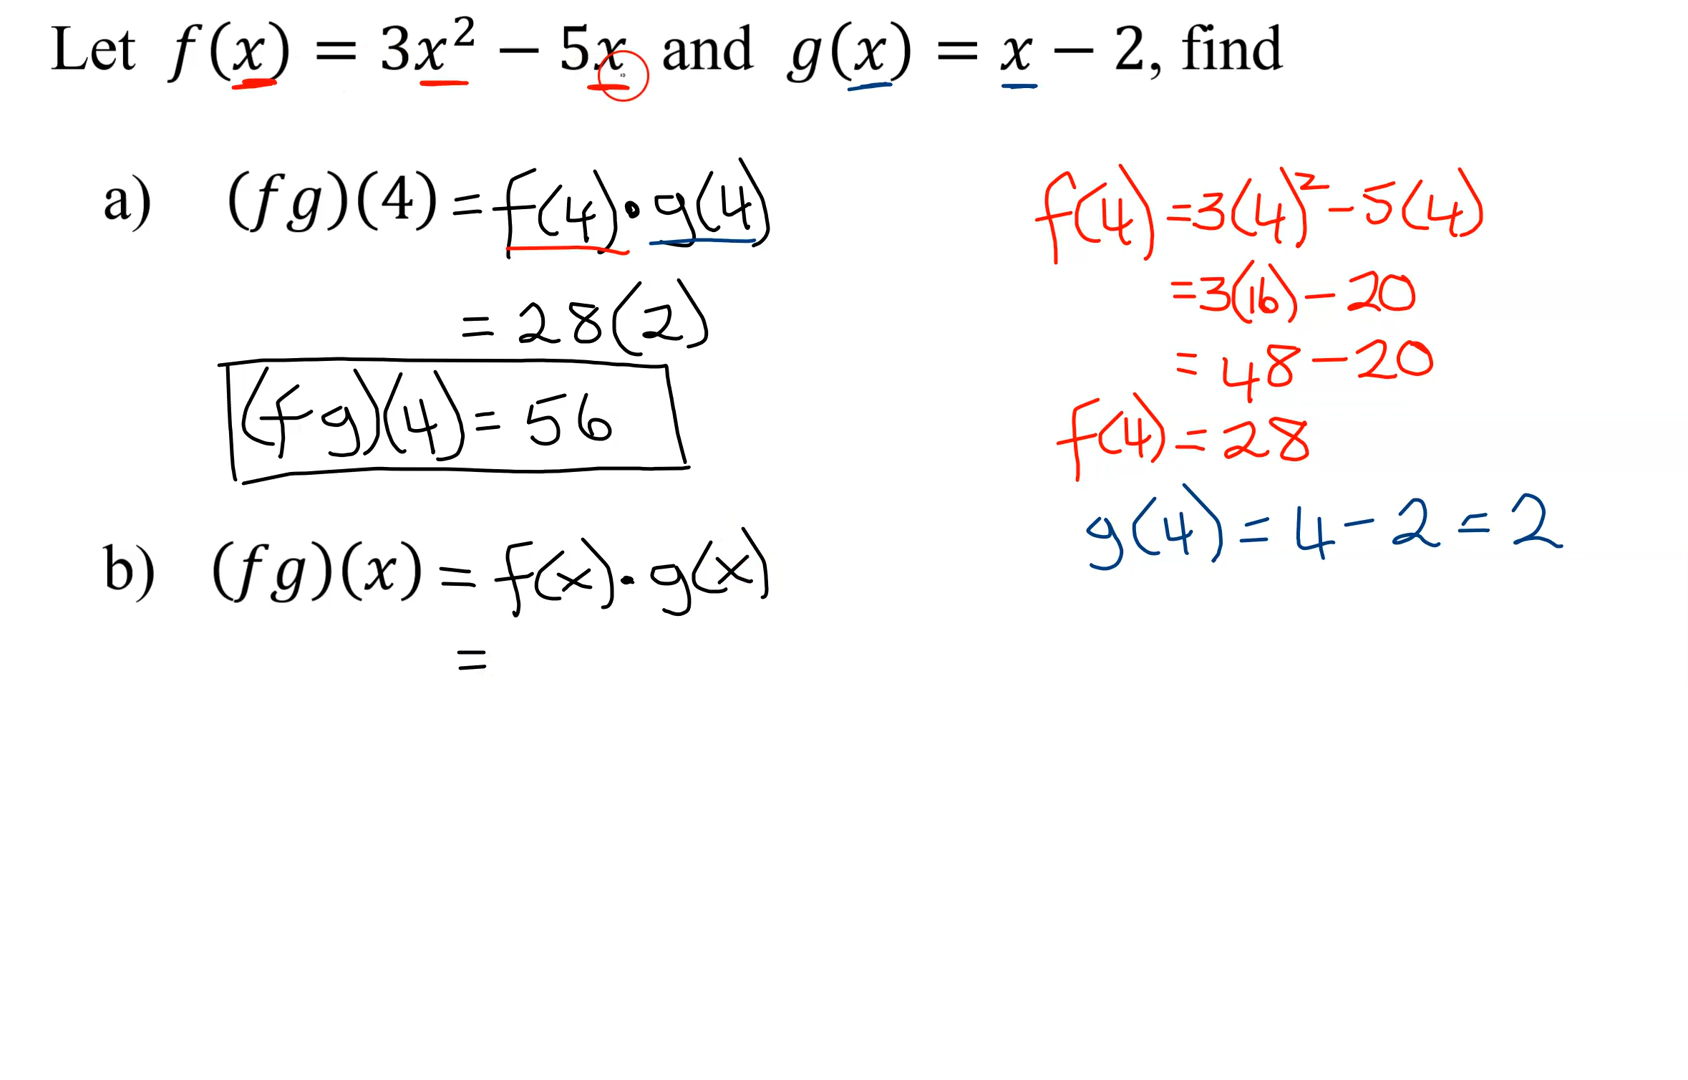 Let f(x) = 3x² − 5x and g(x) = x − 2, find
a) (fg)(4) = f(4) · g(4)
= 28(2)
(fg)(4) = 56
b) (fg)(x) = f(x) · g(x)
=
f(4) = 3(4)² − 5(4)
= 3(16) − 20
= 48 − 20
f(4) = 28
g(4) = 4 − 2 = 2